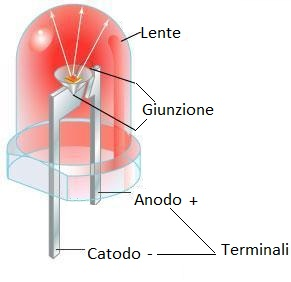 Lente
Giunzione
Anodo +
Catodo -
Terminali